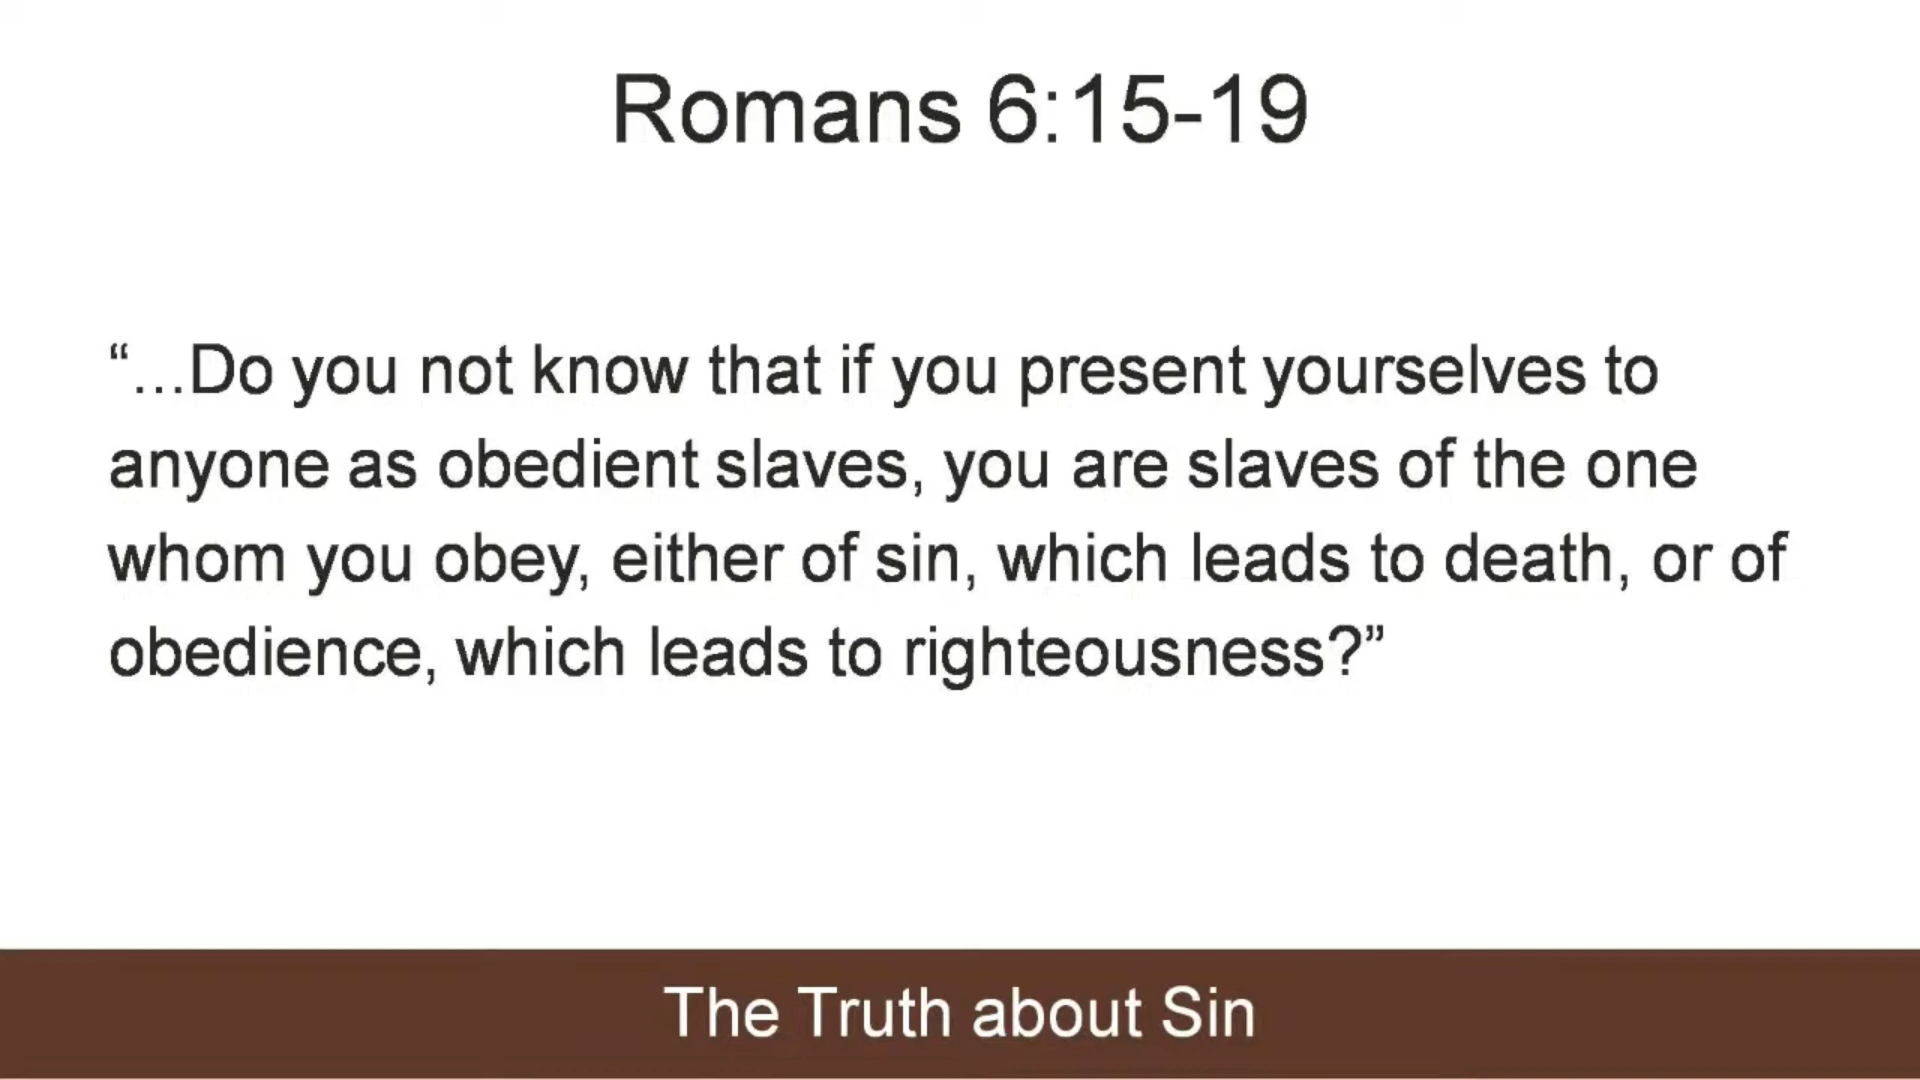 Romans 6:15-19
“...Do you not know that if you present yourselves to
anyone as obedient slaves, you are slaves of the one
whom you obey, either of sin, which leads to death, or of
obedience, which leads to righteousness?”
The Truth about Sin